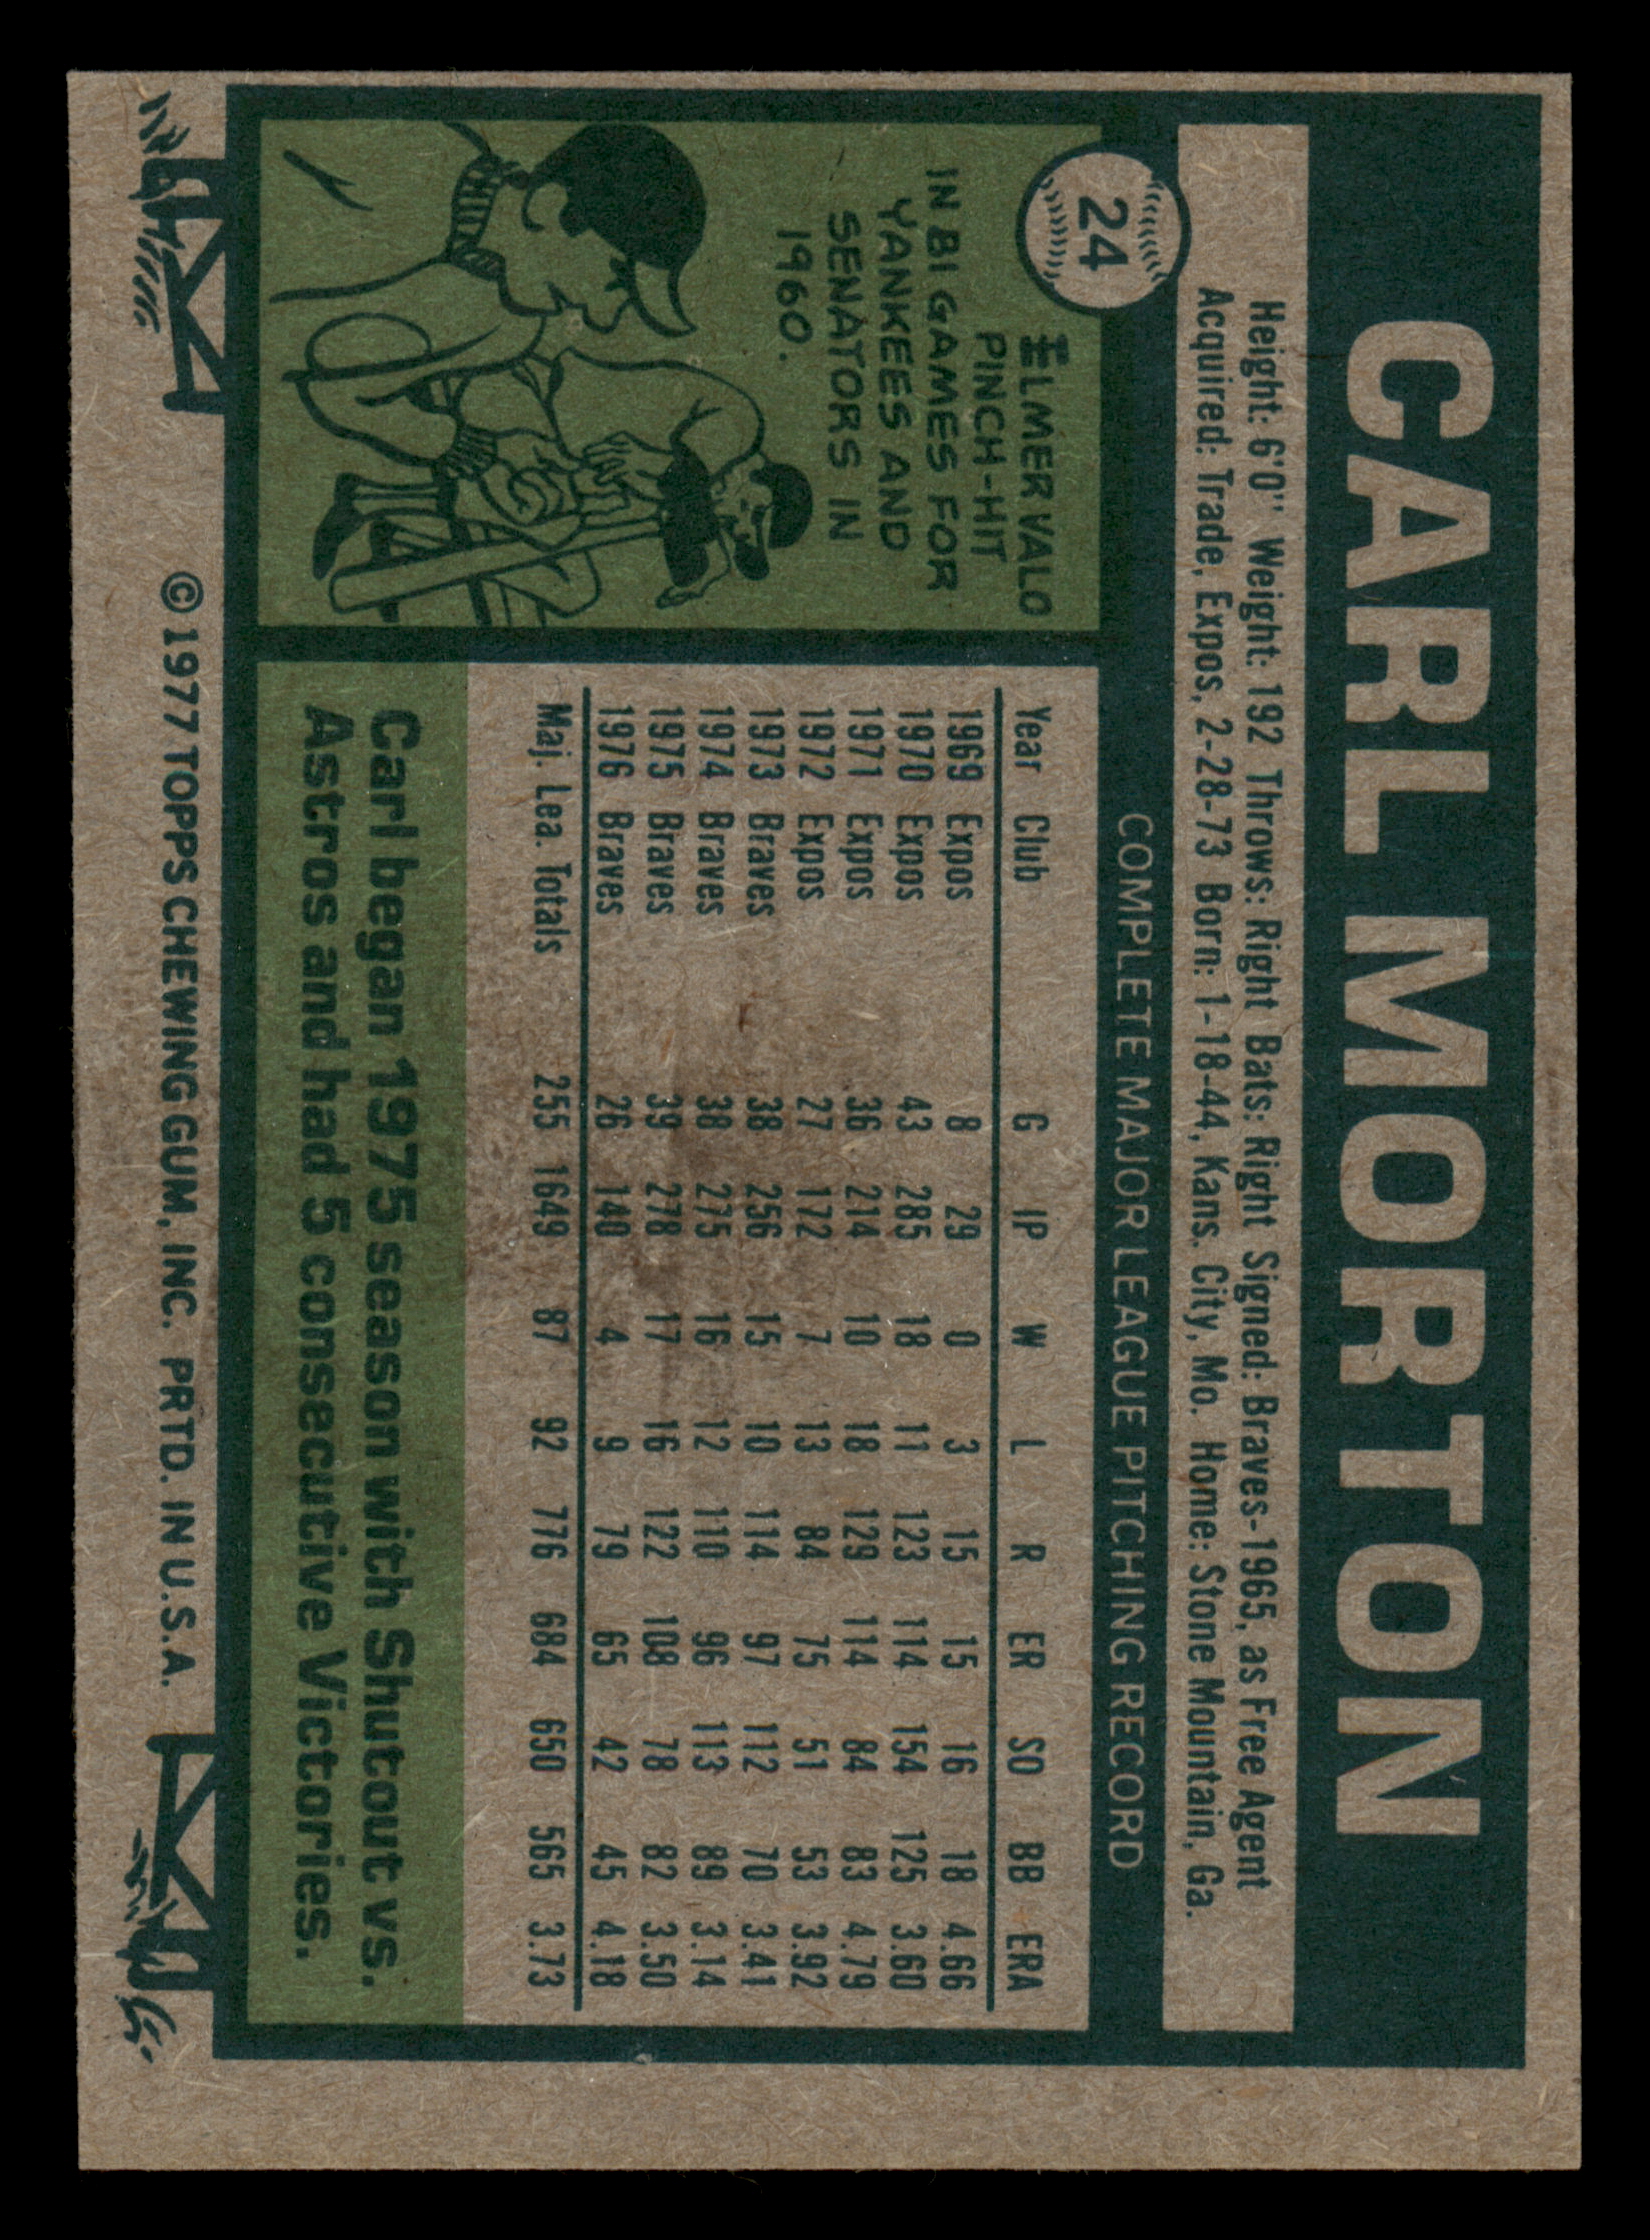 CARL MORTON
Height: 6'0" Weight: 192 Throws: Right Bats: Right Signed: Braves-1965, as Free Agent
Acquired: Trade, Expos, 2-28-73 Born: 1-18-44, Kans. City, Mo. Home: Stone Mountain, Ga.
24
COMPLETE MAJOR LEAGUE PITCHING RECORD
ELMER VALO
PINCH-HIT
IN 81 GAMES FOR
YANKEES AND
SENATORS IN
1960.
Year Club G IP W L R ER SO BB ERA
1969 Expos 8 29 0 3 15 15 16 18 4.66
1970 Expos 43 285 18 11 123 114 154 125 3.60
1971 Expos 36 214 10 18 129 114 84 83 4.79
1972 Expos 27 172 7 13 84 75 51 53 3.92
1973 Braves 38 256 15 10 114 97 112 70 3.41
1974 Braves 38 275 16 12 110 96 113 89 3.14
1975 Braves 39 278 17 16 122 108 78 82 3.50
1976 Braves 26 140 4 9 79 65 42 45 4.18
Maj. Lea. Totals 255 1649 87 92 776 684 650 565 3.73
Carl began 1975 season with Shutout vs.
Astros and had 5 consecutive Victories.
© 1977 TOPPS CHEWING GUM, INC. PRTD. IN U.S.A.